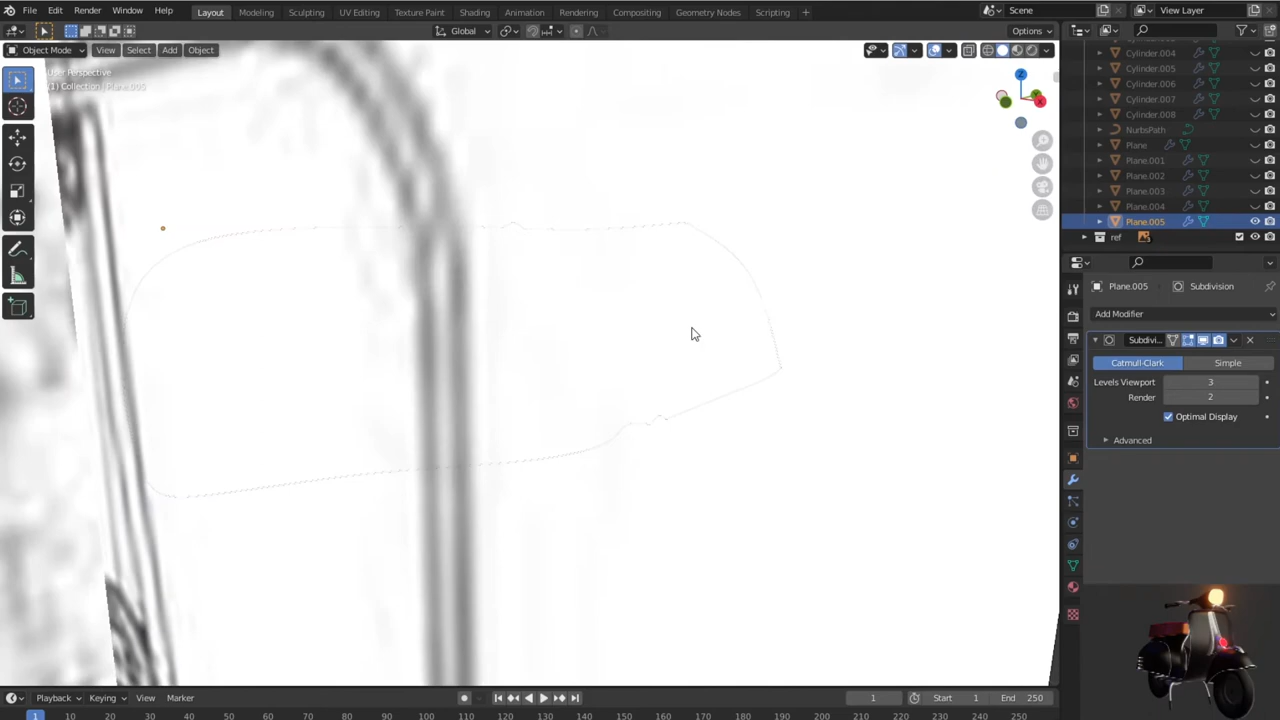 File Edit Render Window Help Layout Modeling Sculpting UV Editing Texture Paint Shading Animation Rendering Compositing Geometry Nodes Scripting + Scene View Layer
Global Options
Object Mode View Select Add Object
User Perspective
(1) Collection | Plane.005
Z
Y
X
Cylinder.004
Cylinder.005
Cylinder.006
Cylinder.007
Cylinder.008
NurbsPath
Plane
Plane.001
Plane.002
Plane.003
Plane.004
Plane.005
ref
Plane.005 Subdivision
Add Modifier
Subdivi...
Catmull-Clark Simple
Levels Viewport 3
Render 2
Optimal Display
Advanced
Playback Keying View Marker 1 Start 1 End 250
1 10 20 30 40 50 60 70 80 90 100 110 120 130 140 150 160 170 180 190 200 210 220 230 240 250